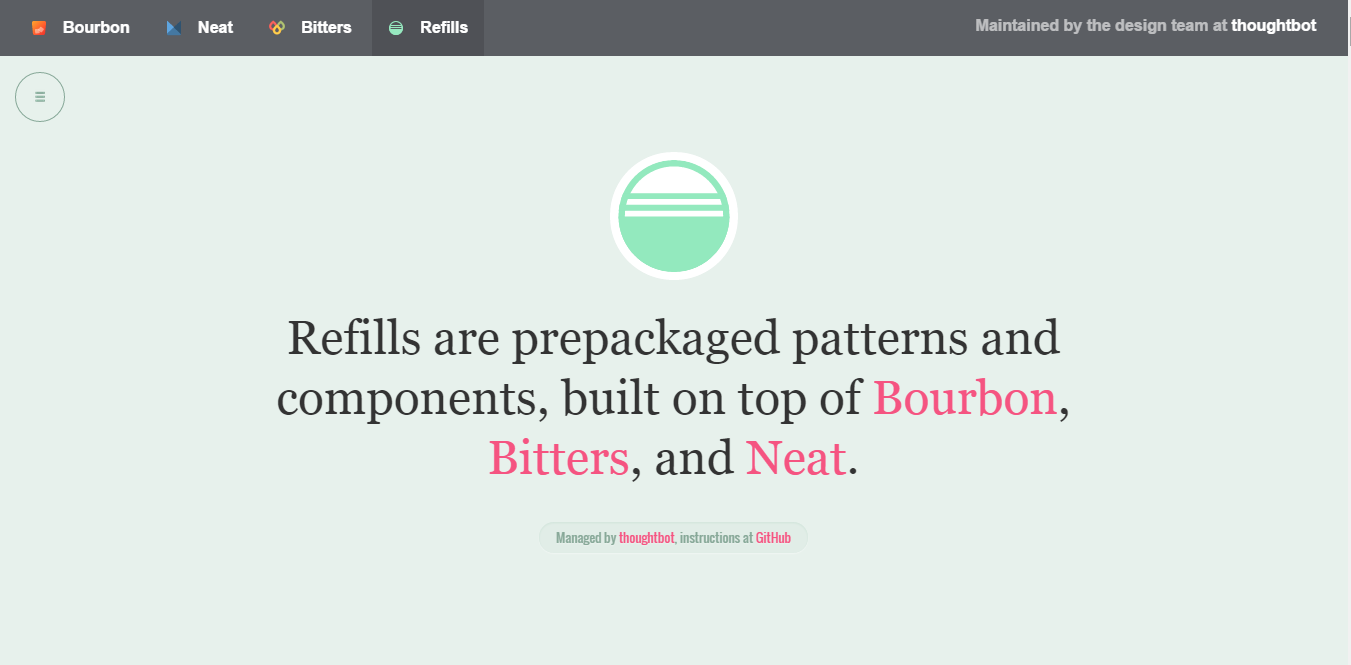 Bourbon Neat Bitters Refills Maintained by the design team at thoughtbot
Refills are prepackaged patterns and
components, built on top of Bourbon,
Bitters, and Neat.
Managed by thoughtbot, instructions at GitHub